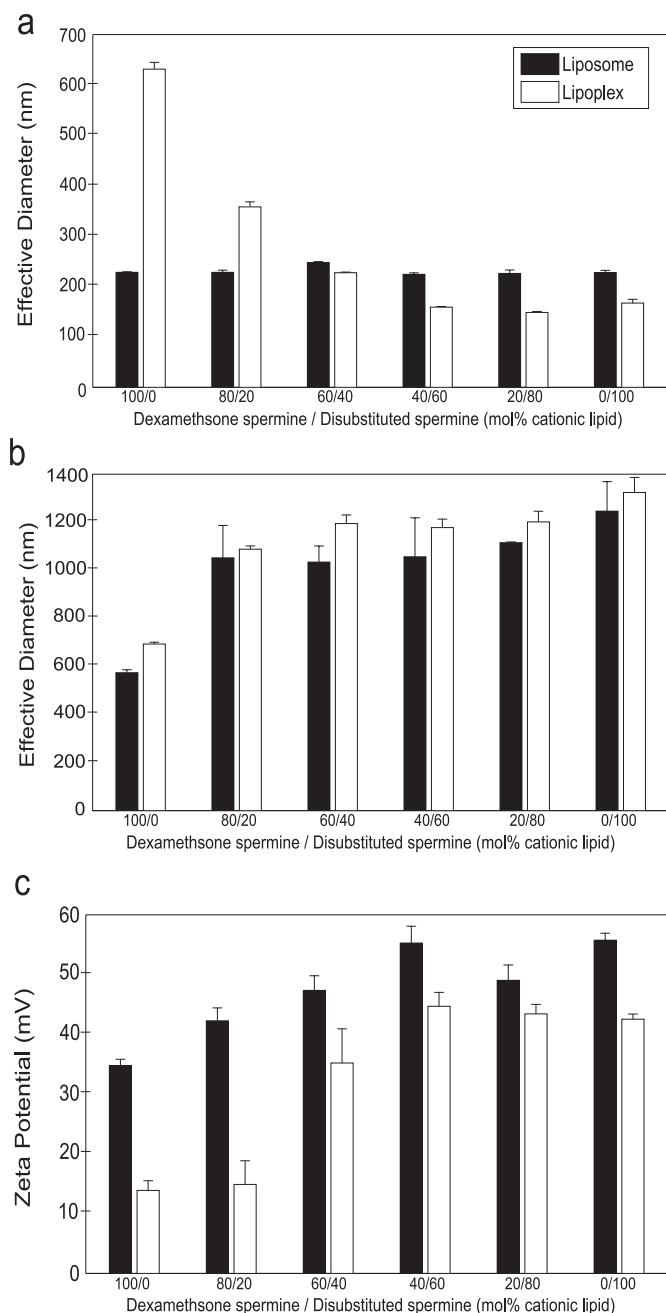 a
Effective Diameter (nm)
700
600
500
400
300
200
100
0
Liposome
Lipoplex
100/0 80/20 60/40 40/60 20/80 0/100
Dexamethsone spermine / Disubstituted spermine (mol% cationic lipid)
b
Effective Diameter (nm)
1400
1200
1000
800
600
400
200
0
100/0 80/20 60/40 40/60 20/80 0/100
Dexamethsone spermine / Disubstituted spermine (mol% cationic lipid)
c
Zeta Potential (mV)
60
50
40
30
20
10
0
100/0 80/20 60/40 40/60 20/80 0/100
Dexamethsone spermine / Disubstituted spermine (mol% cationic lipid)